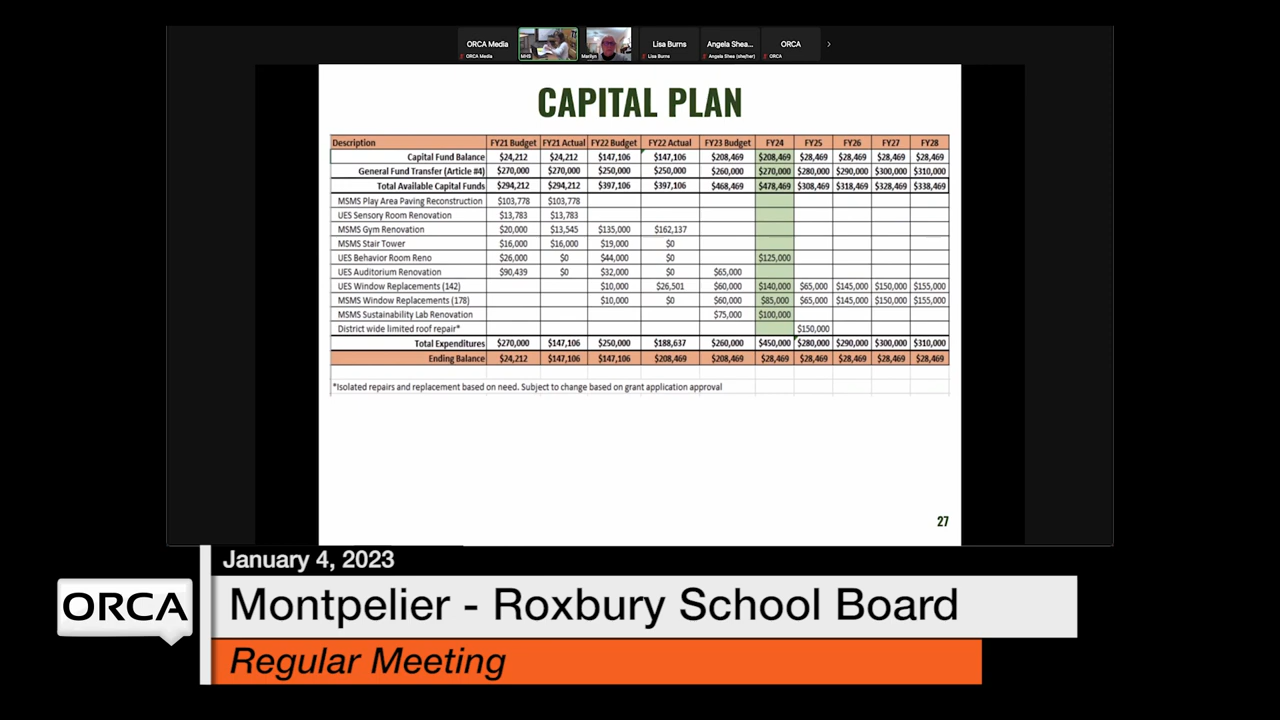 ORCA Media Lisa Burns Angela Shea... ORCA
ORCA Media MHS Marilyn Lisa Burns Angela Shea (she/her) ORCA
CAPITAL PLAN
Description FY21 Budget FY21 Actual FY22 Budget FY22 Actual FY23 Budget FY24 FY25 FY26 FY27 FY28
Capital Fund Balance $24,212 $24,212 $147,106 $147,106 $208,469 $208,469 $28,469 $28,469 $28,469 $28,469
General Fund Transfer (Article #4) $270,000 $270,000 $250,000 $250,000 $260,000 $270,000 $280,000 $290,000 $300,000 $310,000
Total Available Capital Funds $294,212 $294,212 $397,106 $397,106 $468,469 $478,469 $308,469 $318,469 $328,469 $338,469
MSMS Play Area Paving Reconstruction $103,778 $103,778
UES Sensory Room Renovation $13,783 $13,783
MSMS Gym Renovation $20,000 $13,545 $135,000 $162,137
MSMS Stair Tower $16,000 $16,000 $19,000 $0
UES Behavior Room Reno $26,000 $0 $44,000 $0 $125,000
UES Auditorium Renovation $90,439 $0 $32,000 $0 $65,000
UES Window Replacements (142) $10,000 $26,501 $60,000 $140,000 $65,000 $145,000 $150,000 $155,000
MSMS Window Replacements (178) $10,000 $0 $60,000 $85,000 $65,000 $145,000 $150,000 $155,000
MSMS Sustainability Lab Renovation $75,000 $100,000
District wide limited roof repair* $150,000
Total Expenditures $270,000 $147,106 $250,000 $188,637 $260,000 $450,000 $280,000 $290,000 $300,000 $310,000
Ending Balance $24,212 $147,106 $147,106 $208,469 $208,469 $28,469 $28,469 $28,469 $28,469 $28,469
*Isolated repairs and replacement based on need. Subject to change based on grant application approval
27
January 4, 2023
ORCA
Montpelier - Roxbury School Board
Regular Meeting